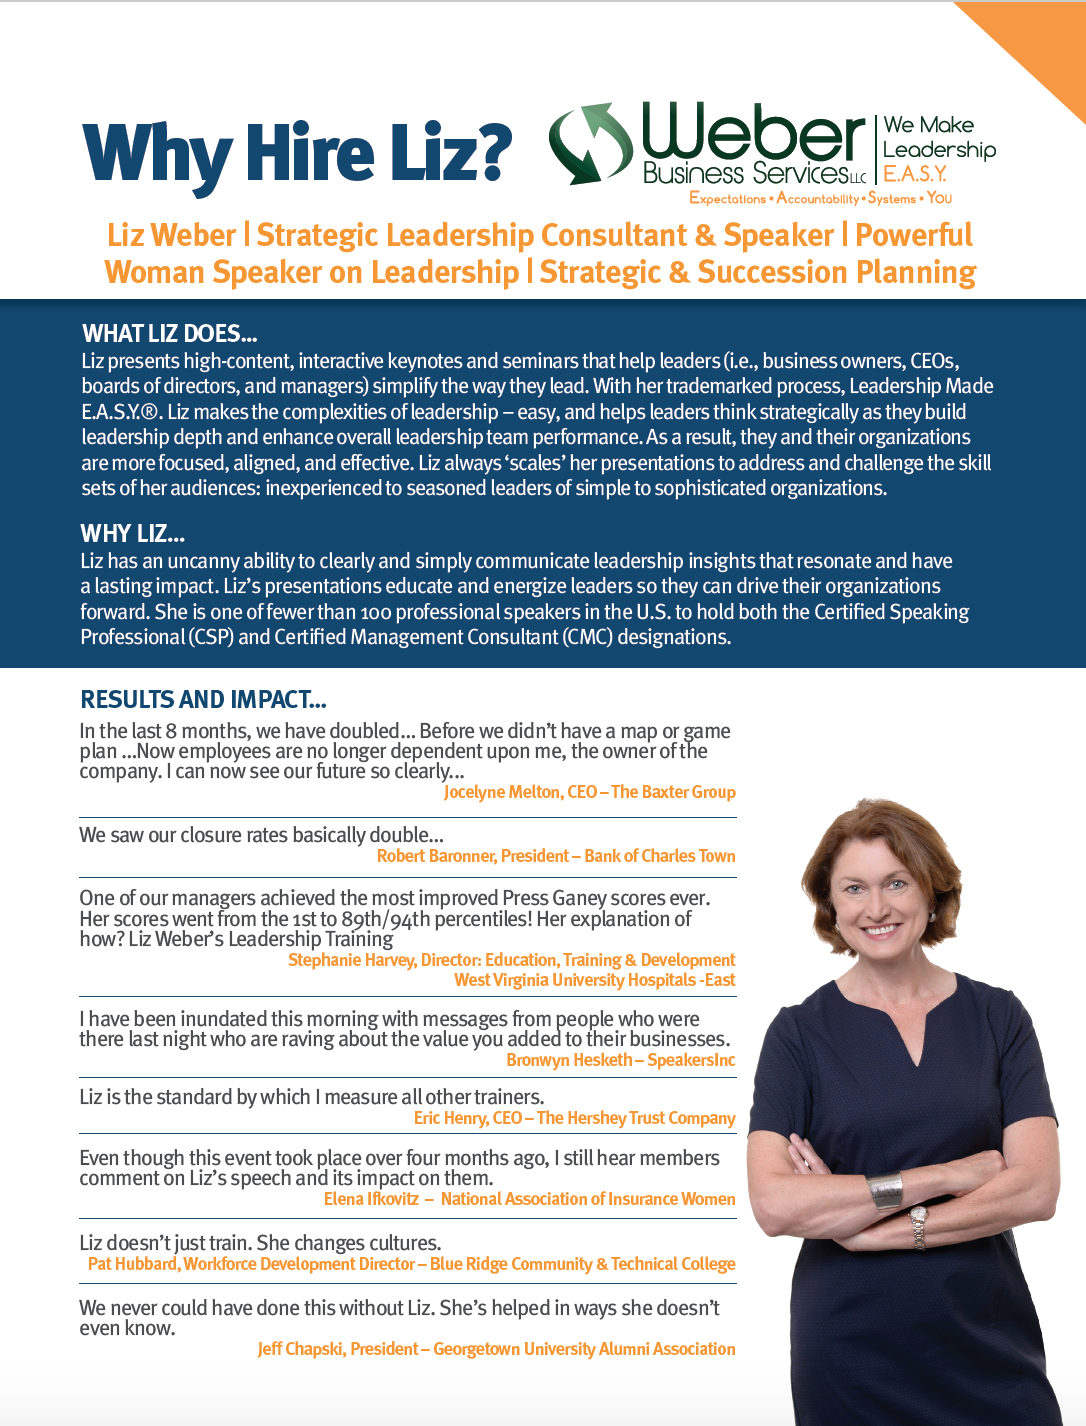 Why Hire Liz?
Weber
Business Services LLC
We Make
Leadership
E.A.S.Y.
Expectations • Accountability • Systems • You
Liz Weber | Strategic Leadership Consultant & Speaker | Powerful
Woman Speaker on Leadership | Strategic & Succession Planning
WHAT LIZ DOES...
Liz presents high-content, interactive keynotes and seminars that help leaders (i.e., business owners, CEOs,
boards of directors, and managers) simplify the way they lead. With her trademarked process, Leadership Made
E.A.S.Y.®. Liz makes the complexities of leadership – easy, and helps leaders think strategically as they build
leadership depth and enhance overall leadership team performance. As a result, they and their organizations
are more focused, aligned, and effective. Liz always ‘scales’ her presentations to address and challenge the skill
sets of her audiences: inexperienced to seasoned leaders of simple to sophisticated organizations.
WHY LIZ...
Liz has an uncanny ability to clearly and simply communicate leadership insights that resonate and have
a lasting impact. Liz’s presentations educate and energize leaders so they can drive their organizations
forward. She is one of fewer than 100 professional speakers in the U.S. to hold both the Certified Speaking
Professional (CSP) and Certified Management Consultant (CMC) designations.
RESULTS AND IMPACT...
In the last 8 months, we have doubled... Before we didn’t have a map or game
plan ...Now employees are no longer dependent upon me, the owner of the
company. I can now see our future so clearly...
Jocelyne Melton, CEO – The Baxter Group
We saw our closure rates basically double...
Robert Baronner, President – Bank of Charles Town
One of our managers achieved the most improved Press Ganey scores ever.
Her scores went from the 1st to 89th/94th percentiles! Her explanation of
how? Liz Weber’s Leadership Training
Stephanie Harvey, Director: Education, Training & Development
West Virginia University Hospitals -East
I have been inundated this morning with messages from people who were
there last night who are raving about the value you added to their businesses.
Bronwyn Hesketh – SpeakersInc
Liz is the standard by which I measure all other trainers.
Eric Henry, CEO – The Hershey Trust Company
Even though this event took place over four months ago, I still hear members
comment on Liz’s speech and its impact on them.
Elena Ifkovitz – National Association of Insurance Women
Liz doesn’t just train. She changes cultures.
Pat Hubbard, Workforce Development Director – Blue Ridge Community & Technical College
We never could have done this without Liz. She’s helped in ways she doesn’t
even know.
Jeff Chapski, President – Georgetown University Alumni Association